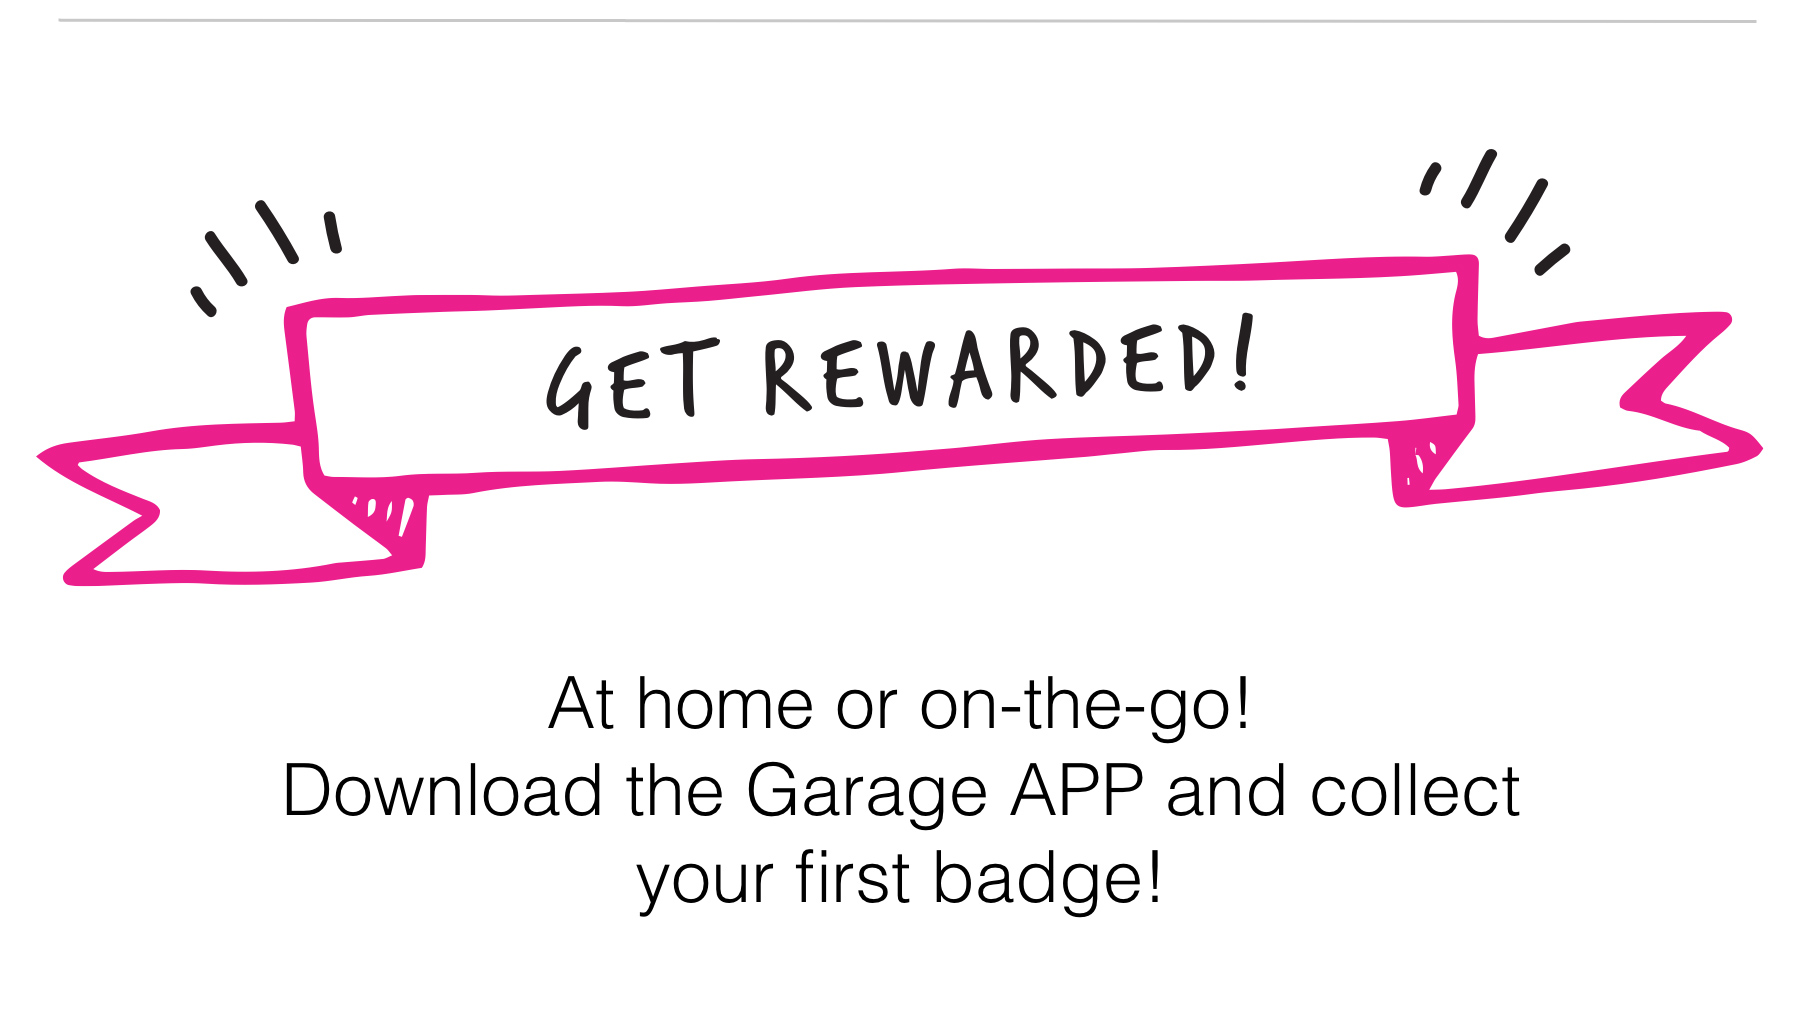 GET REWARDED!
At home or on-the-go!
Download the Garage APP and collect
your first badge!